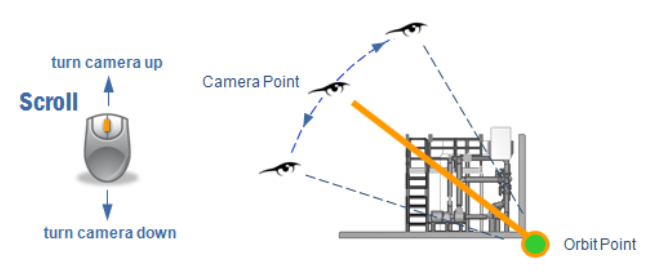 turn camera up
Scroll
turn camera down
Camera Point
Orbit Point